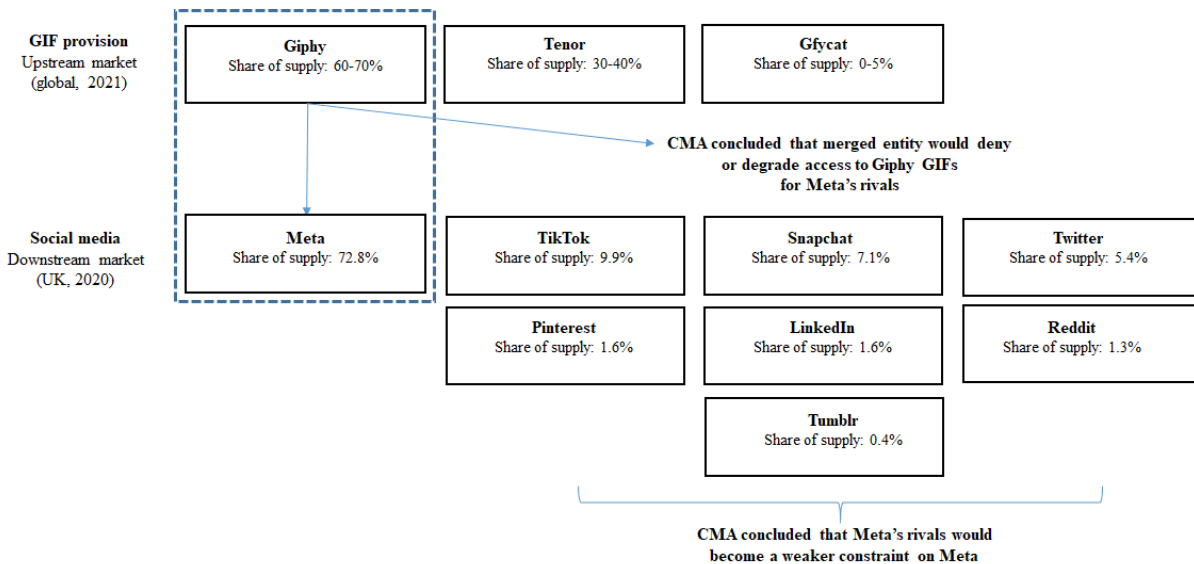 GIF provision
Upstream market
(global, 2021)
Giphy
Share of supply: 60-70%
Tenor
Share of supply: 30-40%
Gfycat
Share of supply: 0-5%
CMA concluded that merged entity would deny
or degrade access to Giphy GIFs
for Meta's rivals
Social media
Downstream market
(UK, 2020)
Meta
Share of supply: 72.8%
TikTok
Share of supply: 9.9%
Snapchat
Share of supply: 7.1%
Twitter
Share of supply: 5.4%
Pinterest
Share of supply: 1.6%
LinkedIn
Share of supply: 1.6%
Reddit
Share of supply: 1.3%
Tumblr
Share of supply: 0.4%
CMA concluded that Meta's rivals would
become a weaker constraint on Meta